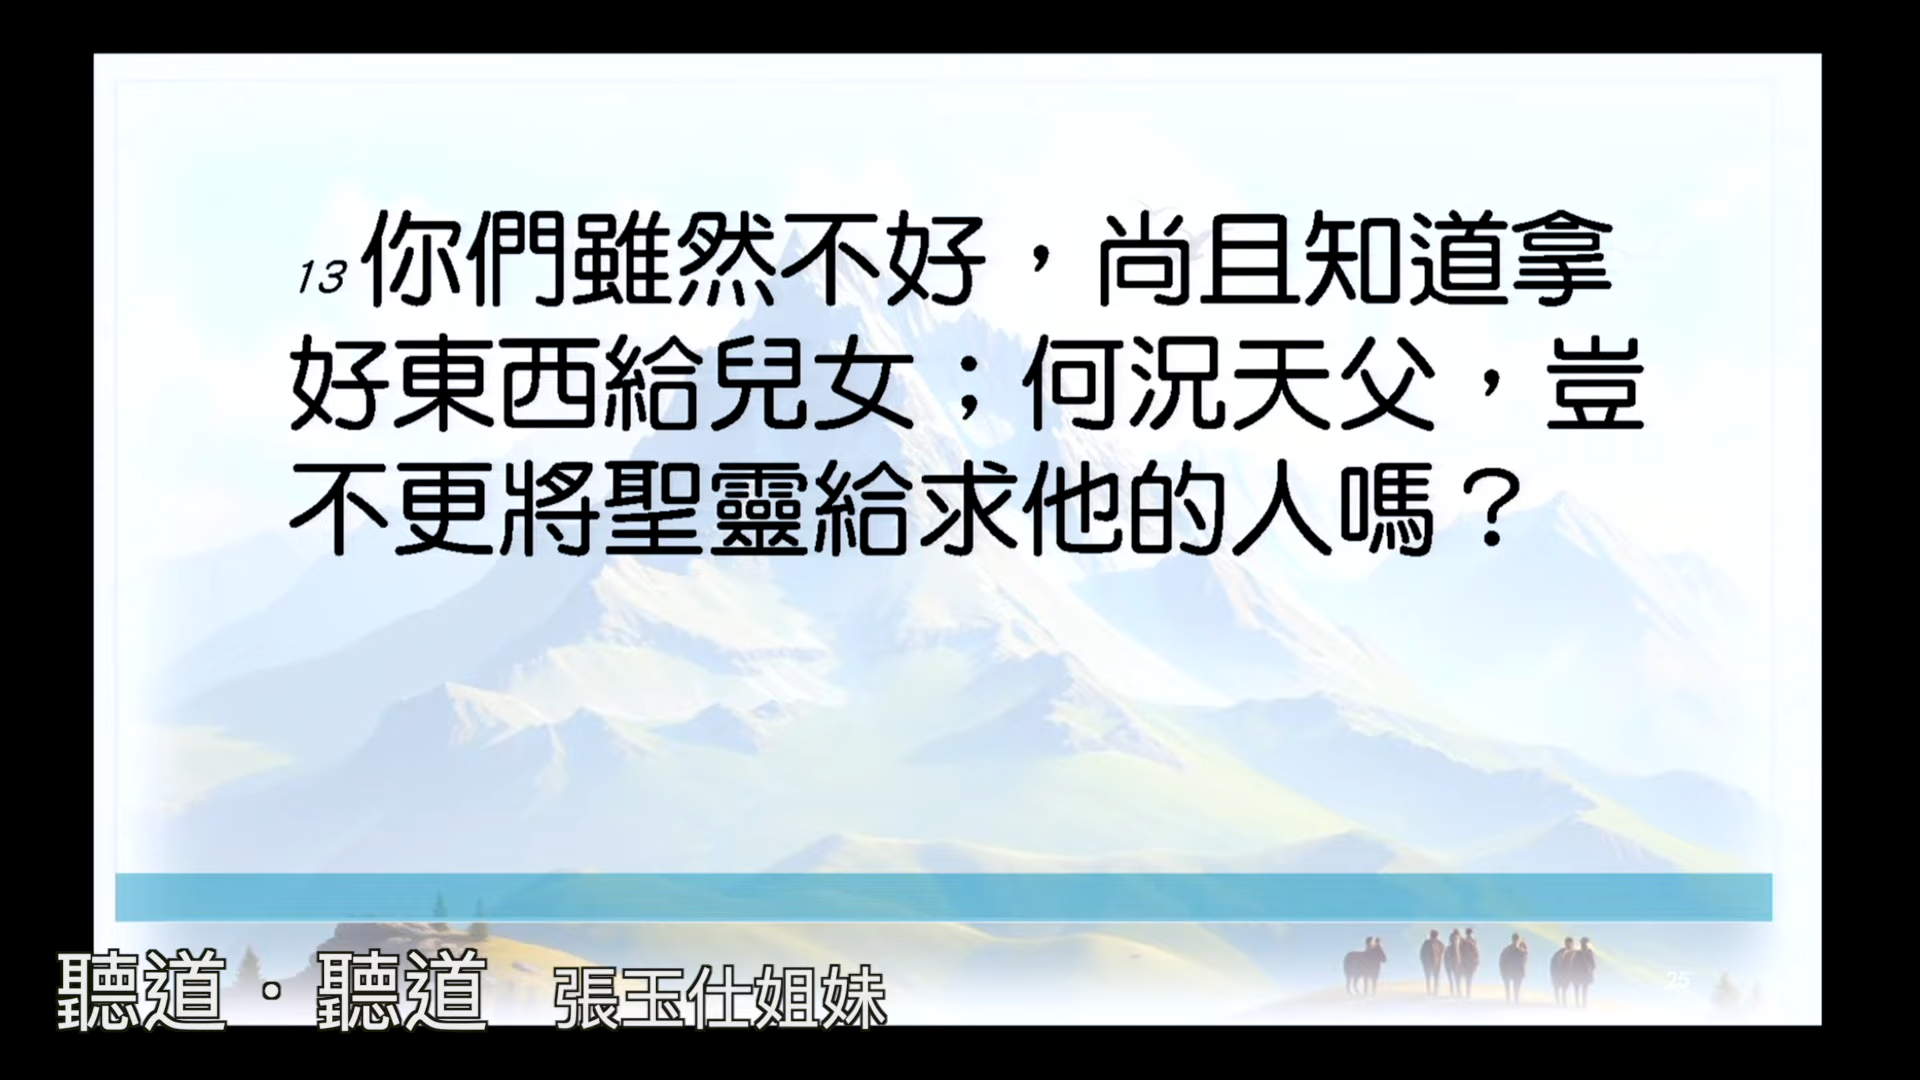 13你們雖然不好，尚且知道拿
好東西給兒女；何況天父，豈
不更將聖靈給求他的人嗎？
聽道．聽道 張玉仕姐妹
25